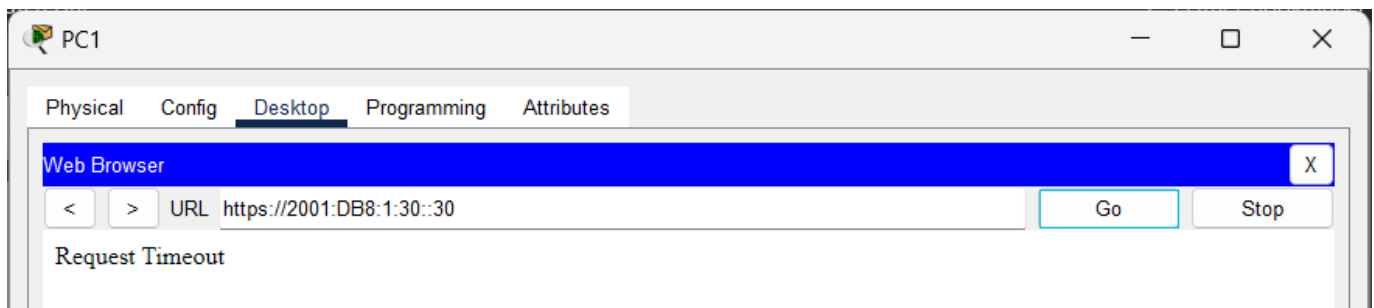 PC1
Physical Config Desktop Programming Attributes
Web Browser X
< > URL https://2001:DB8:1:30::30 Go Stop
Request Timeout